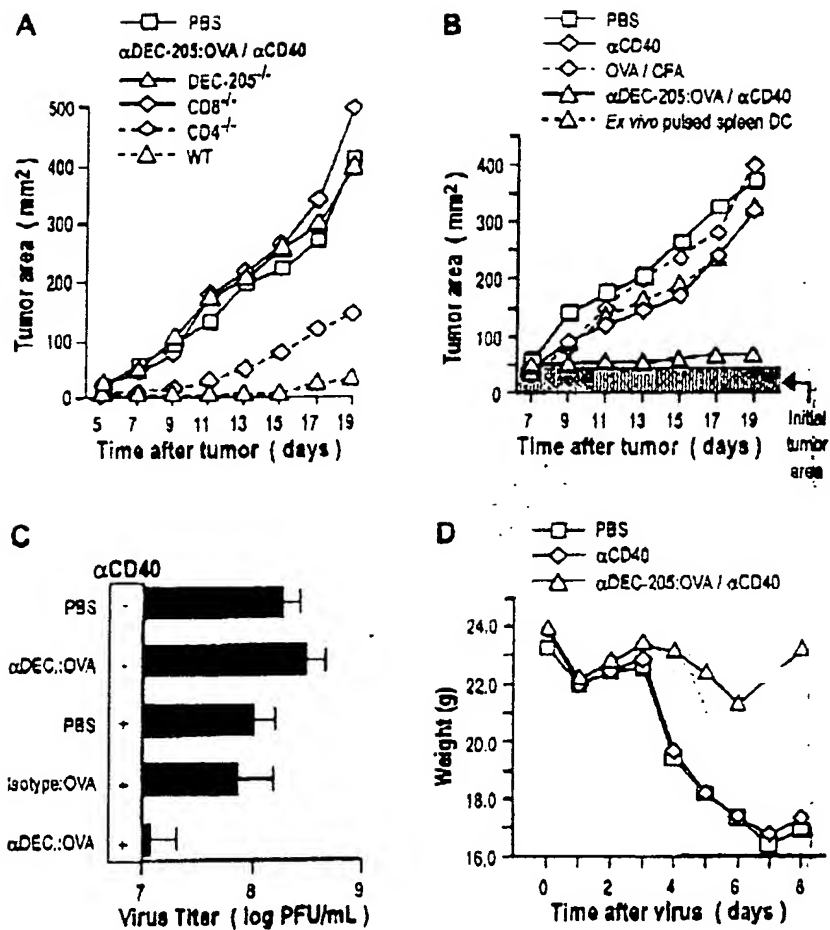 A
PBS
αDEC-205:OVA / αCD40
DEC-205-/-
CD8-/-
CD4-/-
WT
Tumor area ( mm2 )
500
400
300
200
100
0
5 7 9 11 13 15 17 19
Time after tumor ( days )
B
PBS
αCD40
OVA / CFA
αDEC-205:OVA / αCD40
Ex vivo pulsed spleen DC
Tumor area ( mm2 )
400
300
200
100
50
0
7 9 11 13 15 17 19
Time after tumor ( days )
Initial
tumor
area
C
αCD40
PBS -
αDEC.:OVA -
PBS +
Isotype:OVA +
αDEC.:OVA +
7 8 9
Virus Titer ( log PFU/mL )
D
PBS
αCD40
αDEC-205:OVA / αCD40
Weight (g)
24.0
22.0
20.0
18.0
16.0
0 1 2 4 6 8
Time after virus ( days )